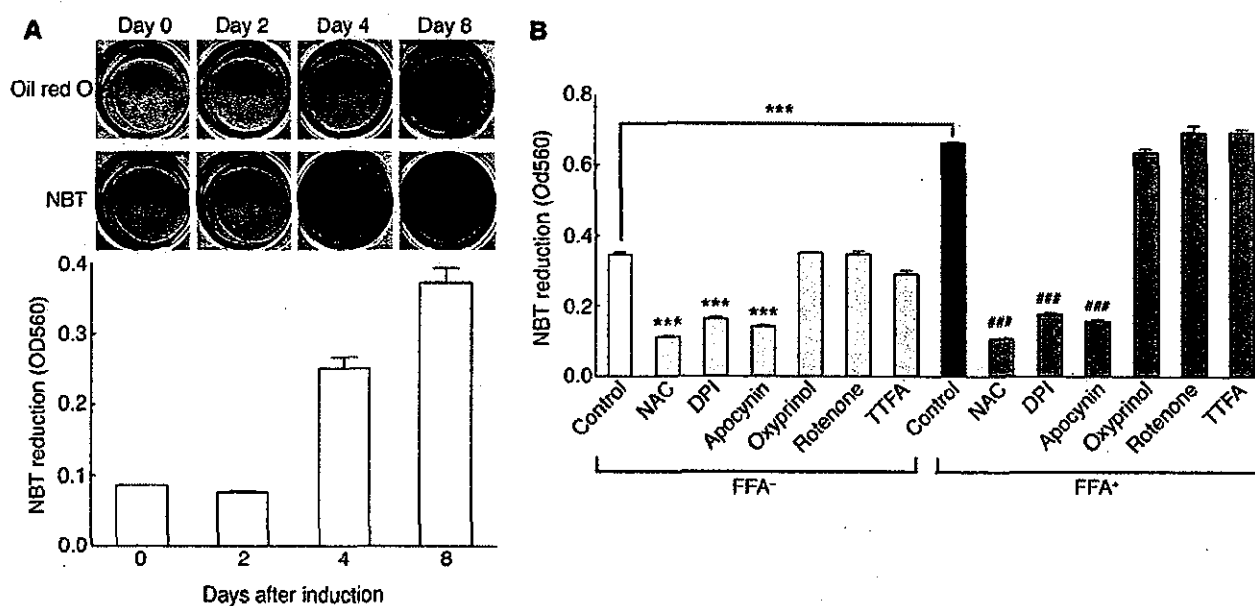 A
Day 0 Day 2 Day 4 Day 8
Oil red O
NBT
NBT reduction (OD560)
0.4
0.3
0.2
0.1
0.0
0 2 4 8
Days after induction
B
NBT reduction (Od560)
0.8
0.6
0.4
0.2
0.0
***
*** *** ***
### ### ###
Control NAC DPI Apocynin Oxyprinol Rotenone TTFA Control NAC DPI Apocynin Oxyprinol Rotenone TTFA
FFA⁻ FFA⁺